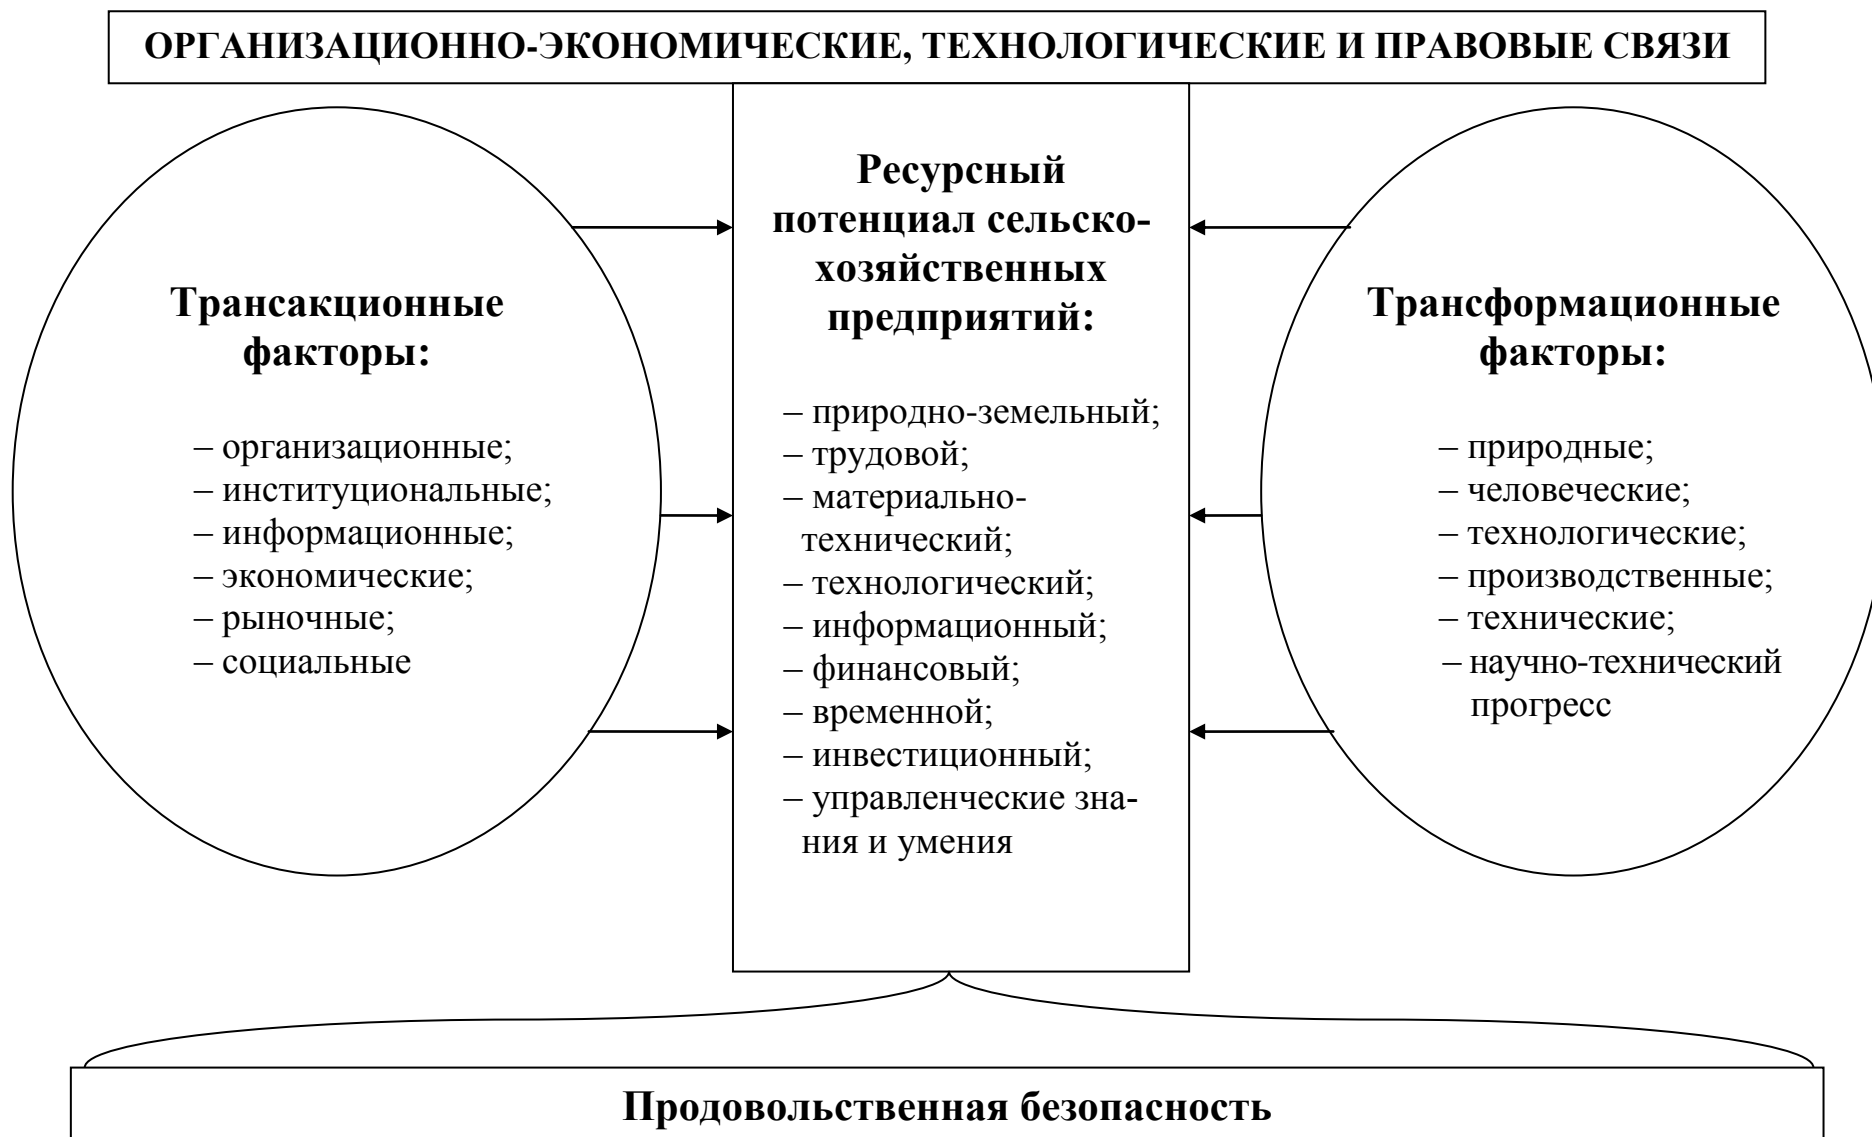 ОРГАНИЗАЦИОННО-ЭКОНОМИЧЕСКИЕ, ТЕХНОЛОГИЧЕСКИЕ И ПРАВОВЫЕ СВЯЗИ
Трансакционные
факторы:
– организационные;
– институциональные;
– информационные;
– экономические;
– рыночные;
– социальные
Ресурсный
потенциал сельско-
хозяйственных
предприятий:
– природно-земельный;
– трудовой;
– материально-
технический;
– технологический;
– информационный;
– финансовый;
– временной;
– инвестиционный;
– управленческие зна-
ния и умения
Трансформационные
факторы:
– природные;
– человеческие;
– технологические;
– производственные;
– технические;
– научно-технический
прогресс
Продовольственная безопасность